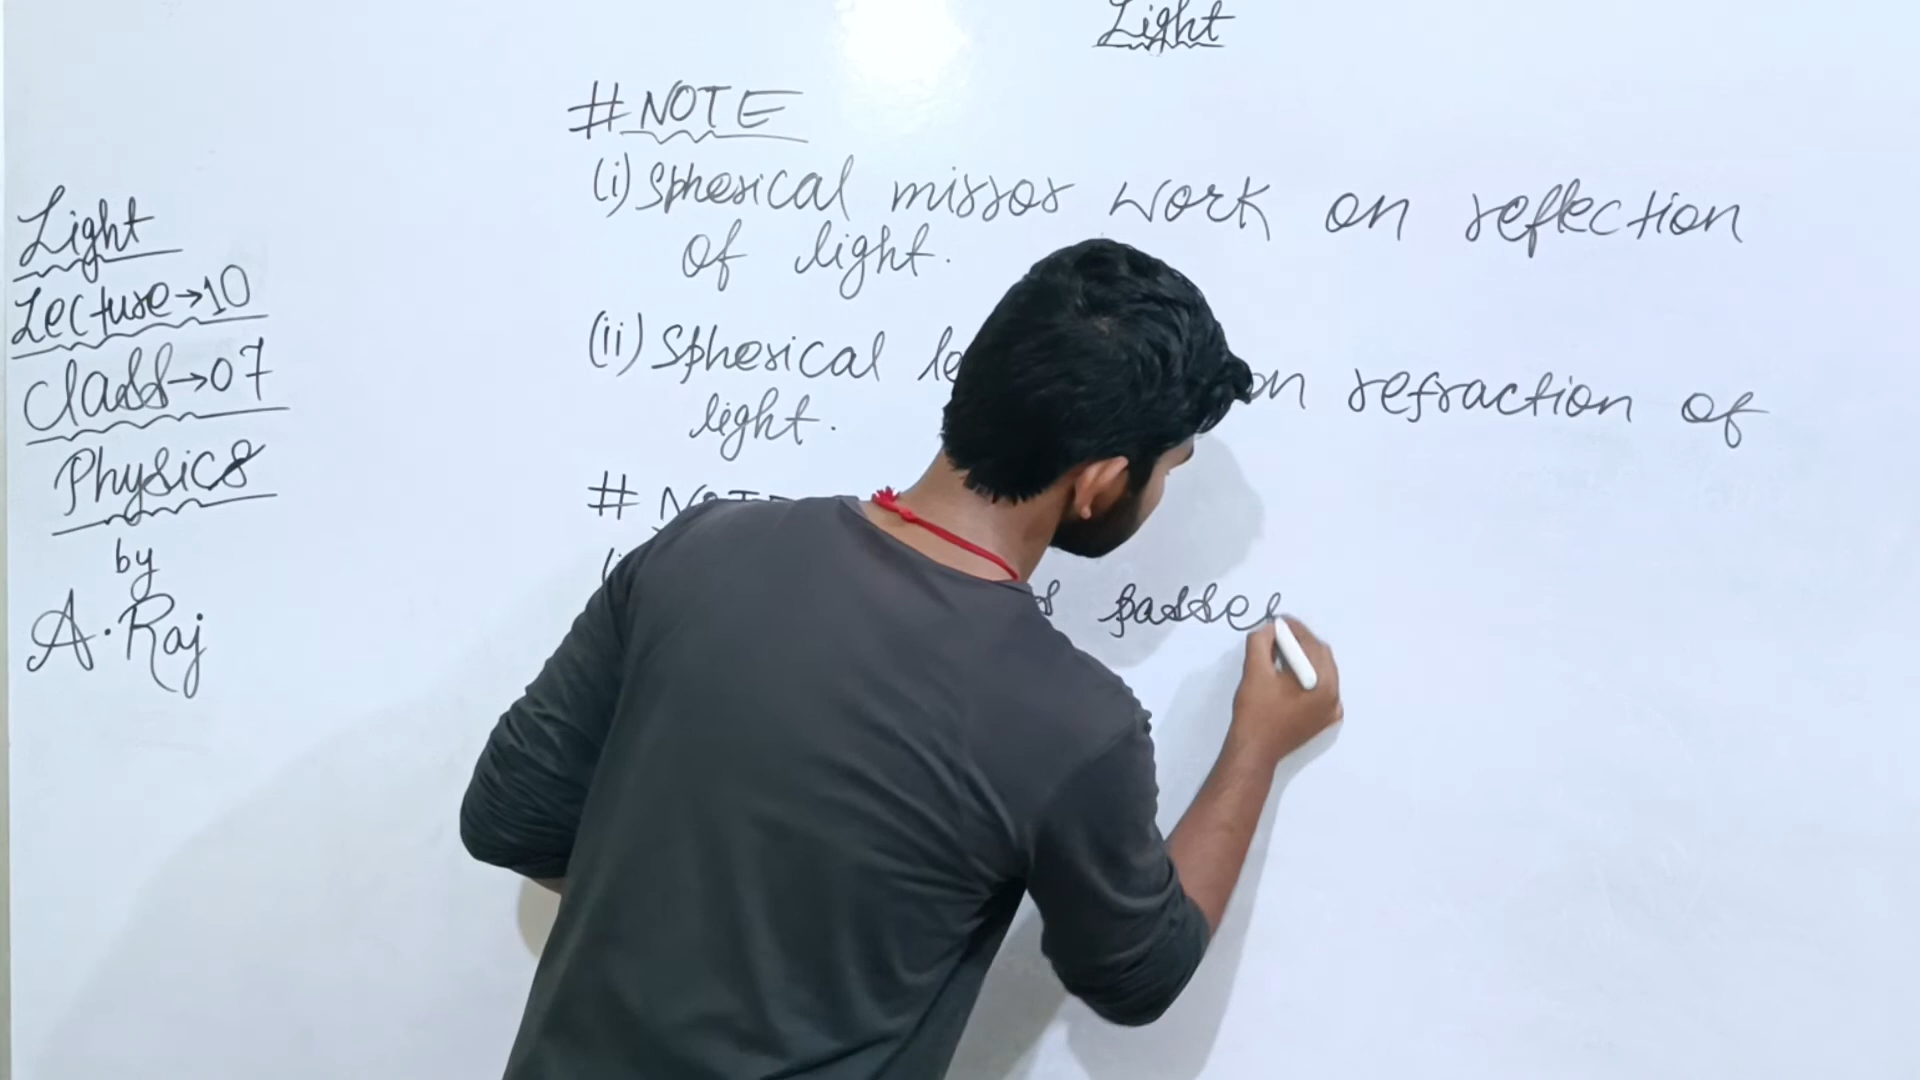 Light
# NOTE
(i) Spherical mirror work on reflection
of light.
(ii) Spherical on refraction of
light.
#
passes
Light
Lecture→10
Class→07
Physics
by
A. Raj